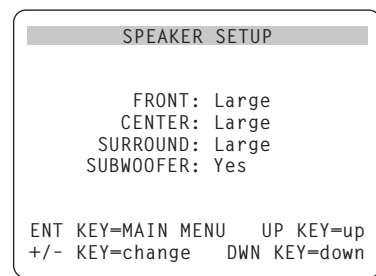 SPEAKER SETUP
FRONT: Large
CENTER: Large
SURROUND: Large
SUBWOOFER: Yes
ENT KEY=MAIN MENU UP KEY=up
+/- KEY=change DWN KEY=down